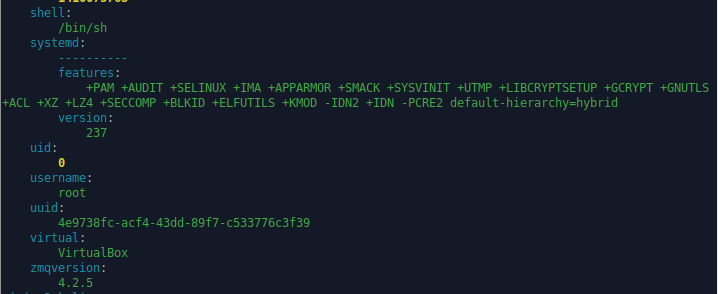 shell:
/bin/sh
systemd:
----------
features:
+PAM +AUDIT +SELINUX +IMA +APPARMOR +SMACK +SYSVINIT +UTMP +LIBCRYPTSETUP +GCRYPT +GNUTLS
+ACL +XZ +LZ4 +SECCOMP +BLKID +ELFUTILS +KMOD -IDN2 +IDN -PCRE2 default-hierarchy=hybrid
version:
237
uid:
0
username:
root
uuid:
4e9738fc-acf4-43dd-89f7-c533776c3f39
virtual:
VirtualBox
zmqversion:
4.2.5